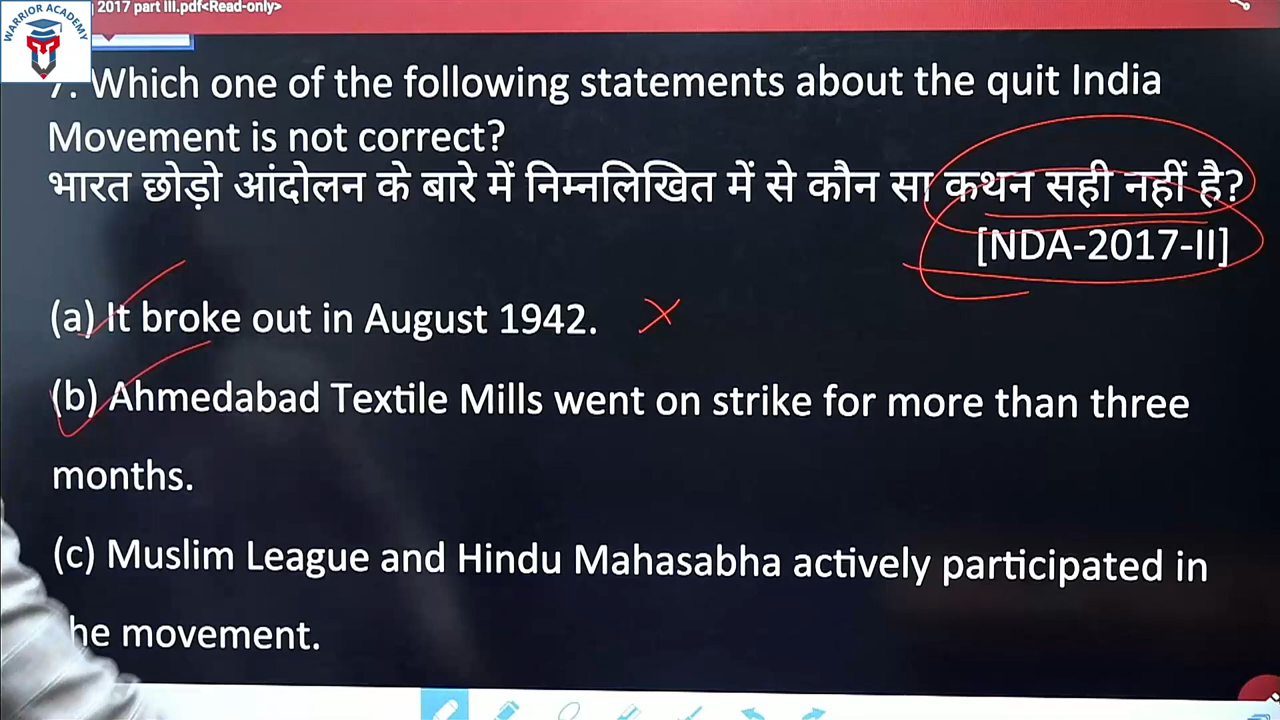 2017 part III.pdf<Read-only>
WARRIOR ACADEMY
7. Which one of the following statements about the quit India
Movement is not correct?
भारत छोड़ो आंदोलन के बारे में निम्नलिखित में से कौन सा कथन सही नहीं है?
[NDA-2017-II]
(a) It broke out in August 1942.
(b) Ahmedabad Textile Mills went on strike for more than three
months.
(c) Muslim League and Hindu Mahasabha actively participated in
he movement.